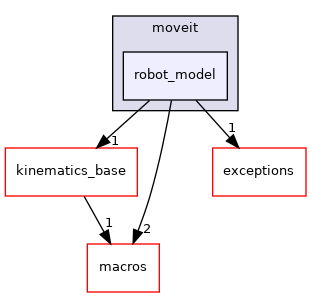 moveit
robot_model
1
1
kinematics_base
exceptions
1
2
macros